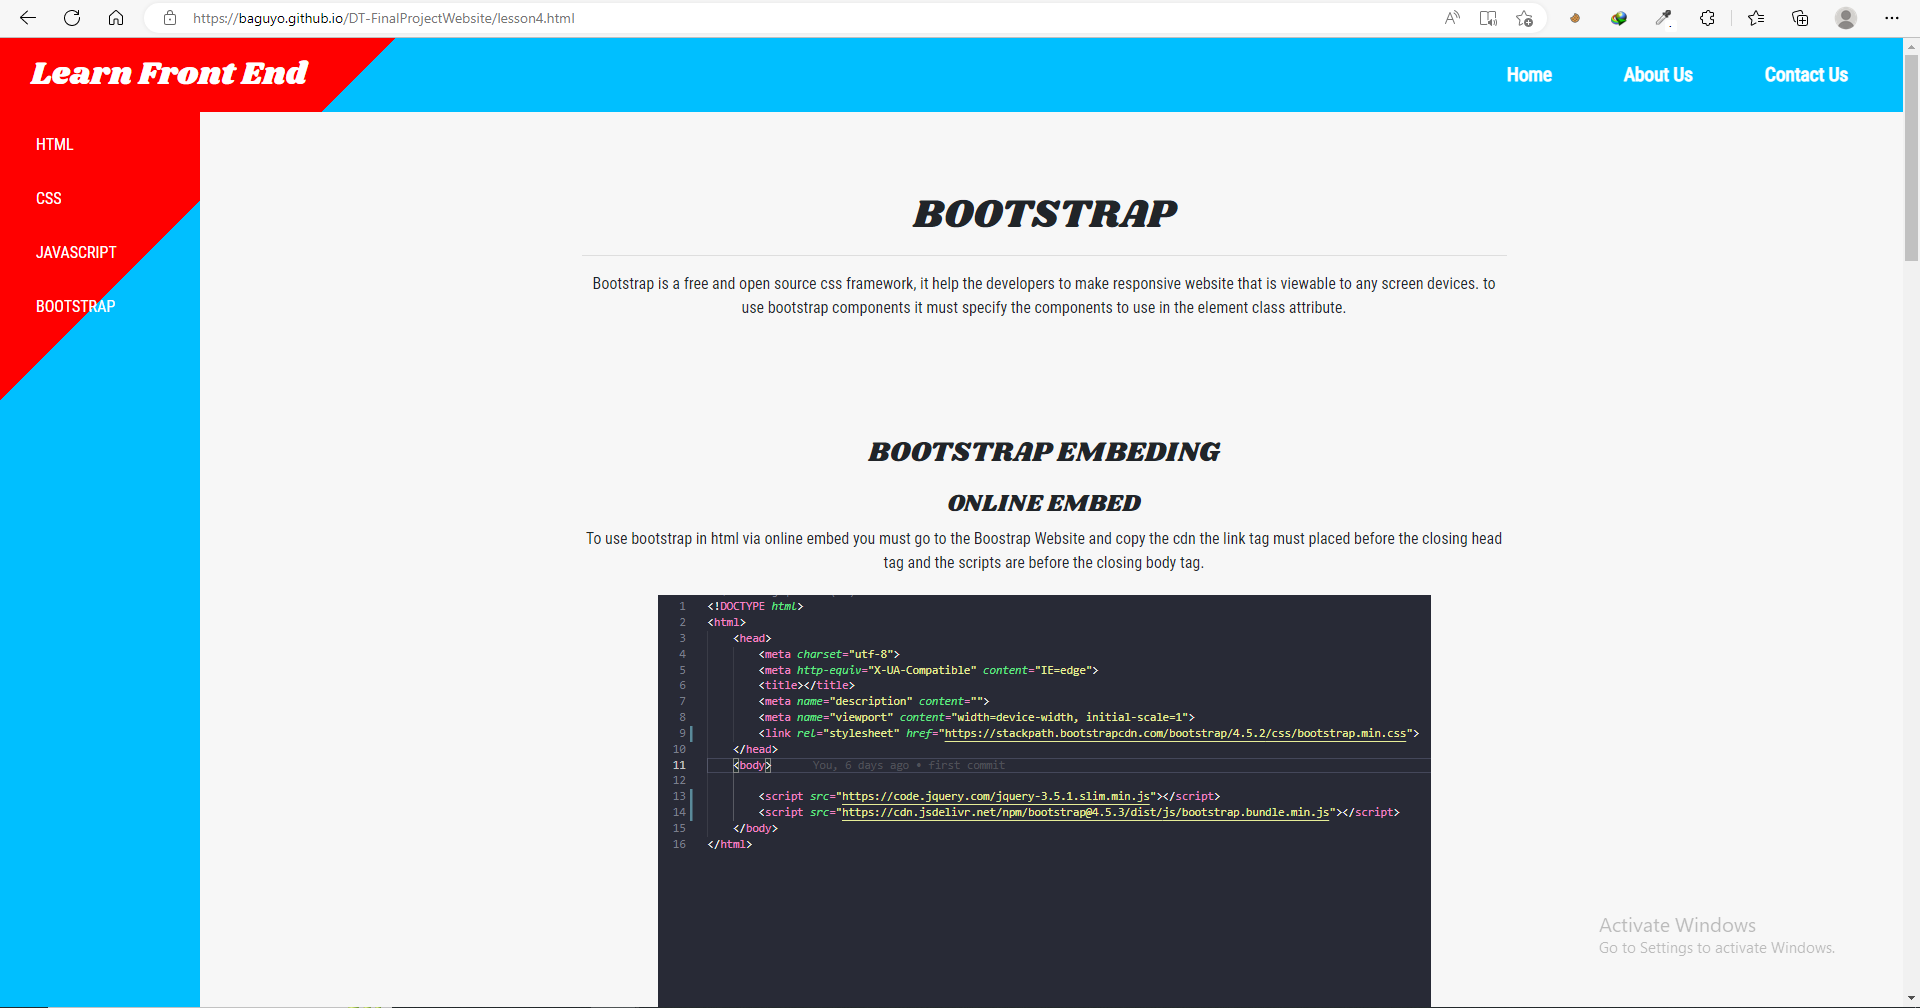 https://baguyo.github.io/DT-FinalProjectWebsite/lesson4.html
Learn Front End
Home
About Us
Contact Us
HTML
CSS
JAVASCRIPT
BOOTSTRAP
BOOTSTRAP
Bootstrap is a free and open source css framework, it help the developers to make responsive website that is viewable to any screen devices. to
use bootstrap components it must specify the components to use in the element class attribute.
BOOTSTRAP EMBEDING
ONLINE EMBED
To use bootstrap in html via online embed you must go to the Boostrap Website and copy the cdn the link tag must placed before the closing head
tag and the scripts are before the closing body tag.
1 <!DOCTYPE html>
2 <html>
3 <head>
4 <meta charset="utf-8">
5 <meta http-equiv="X-UA-Compatible" content="IE=edge">
6 <title></title>
7 <meta name="description" content="">
8 <meta name="viewport" content="width=device-width, initial-scale=1">
9 <link rel="stylesheet" href="https://stackpath.bootstrapcdn.com/bootstrap/4.5.2/css/bootstrap.min.css">
10 </head>
11 <body> You, 6 days ago • first commit
12
13 <script src="https://code.jquery.com/jquery-3.5.1.slim.min.js"></script>
14 <script src="https://cdn.jsdelivr.net/npm/bootstrap@4.5.3/dist/js/bootstrap.bundle.min.js"></script>
15 </body>
16 </html>
Activate Windows
Go to Settings to activate Windows.